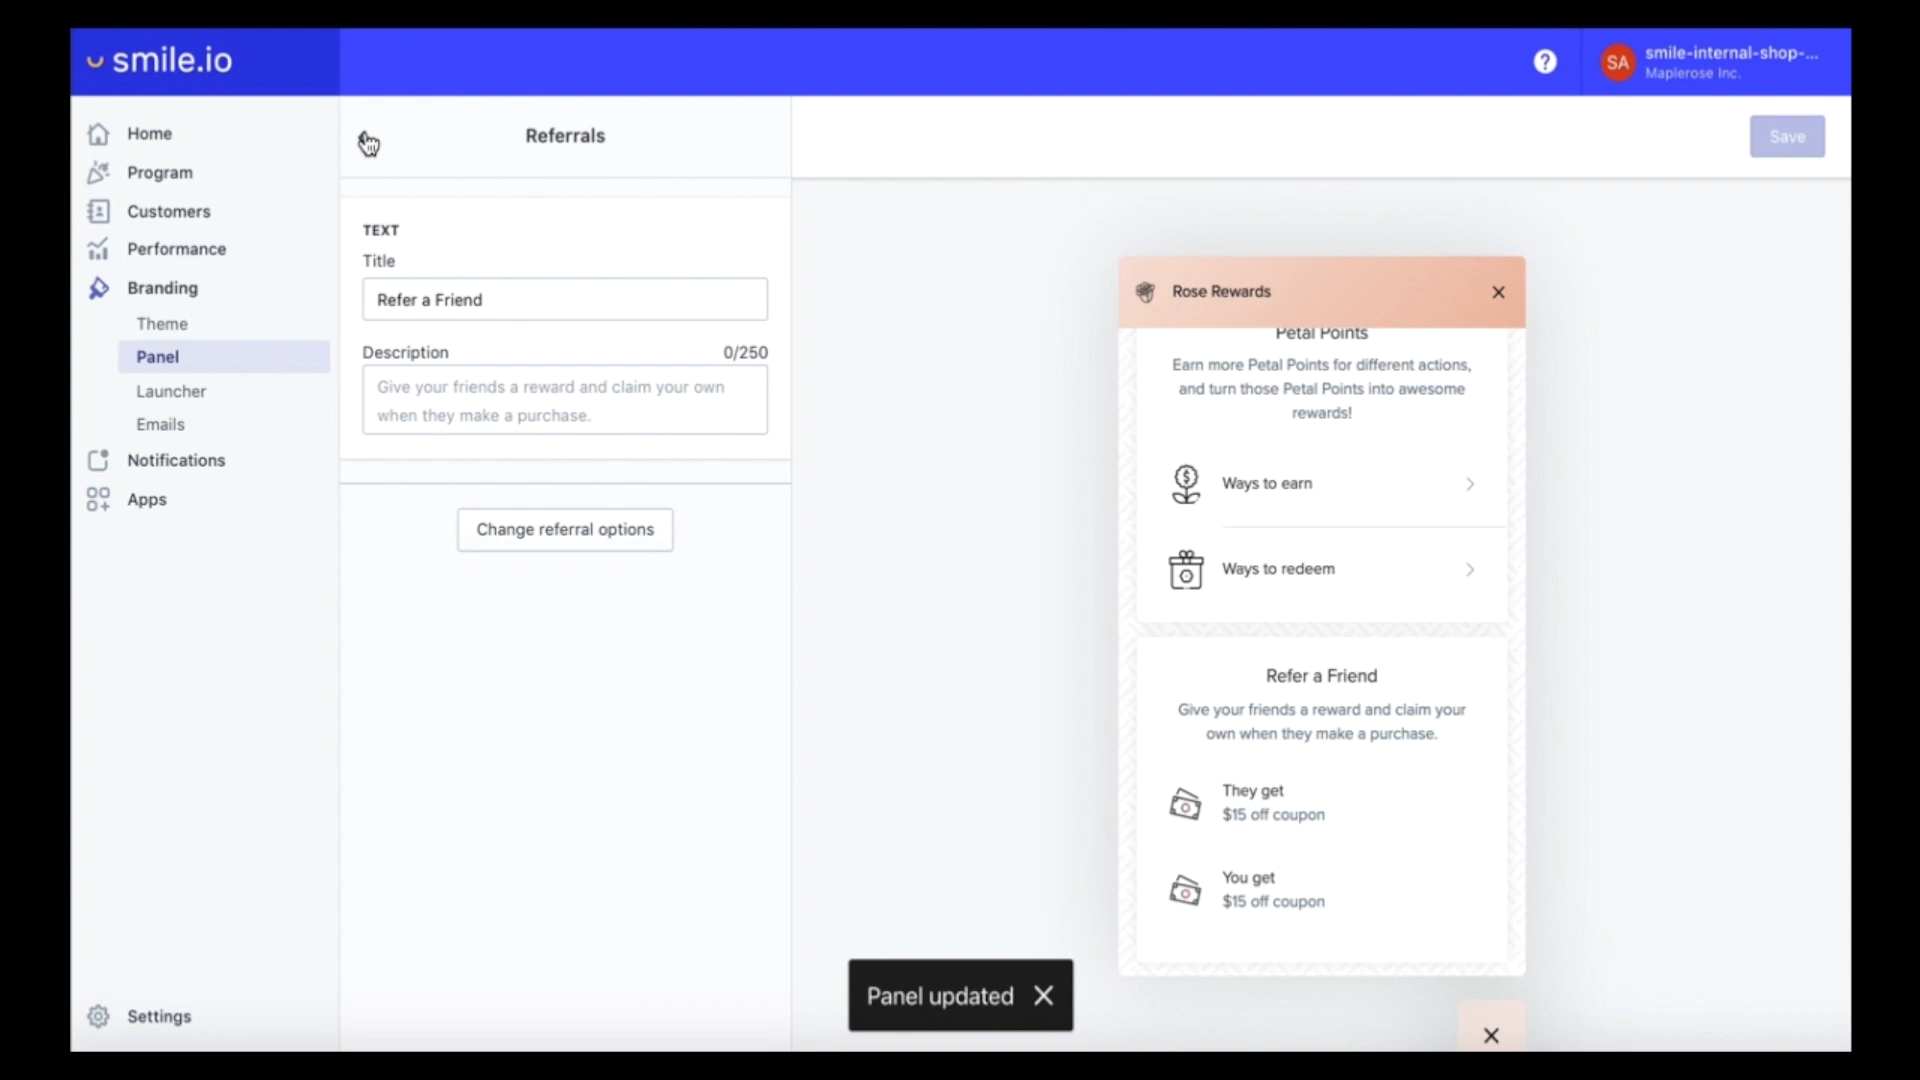 smile.io
?
SA
smile-internal-shop-...
Maplerose Inc.
Home
Program
Customers
Performance
Branding
Theme
Panel
Launcher
Emails
Notifications
Apps
Settings
Referrals
Save
TEXT
Title
Refer a Friend
Description 0/250
Give your friends a reward and claim your own
when they make a purchase.
Change referral options
Rose Rewards
Petal Points
Earn more Petal Points for different actions,
and turn those Petal Points into awesome
rewards!
Ways to earn
Ways to redeem
Refer a Friend
Give your friends a reward and claim your
own when they make a purchase.
They get
$15 off coupon
You get
$15 off coupon
Panel updated